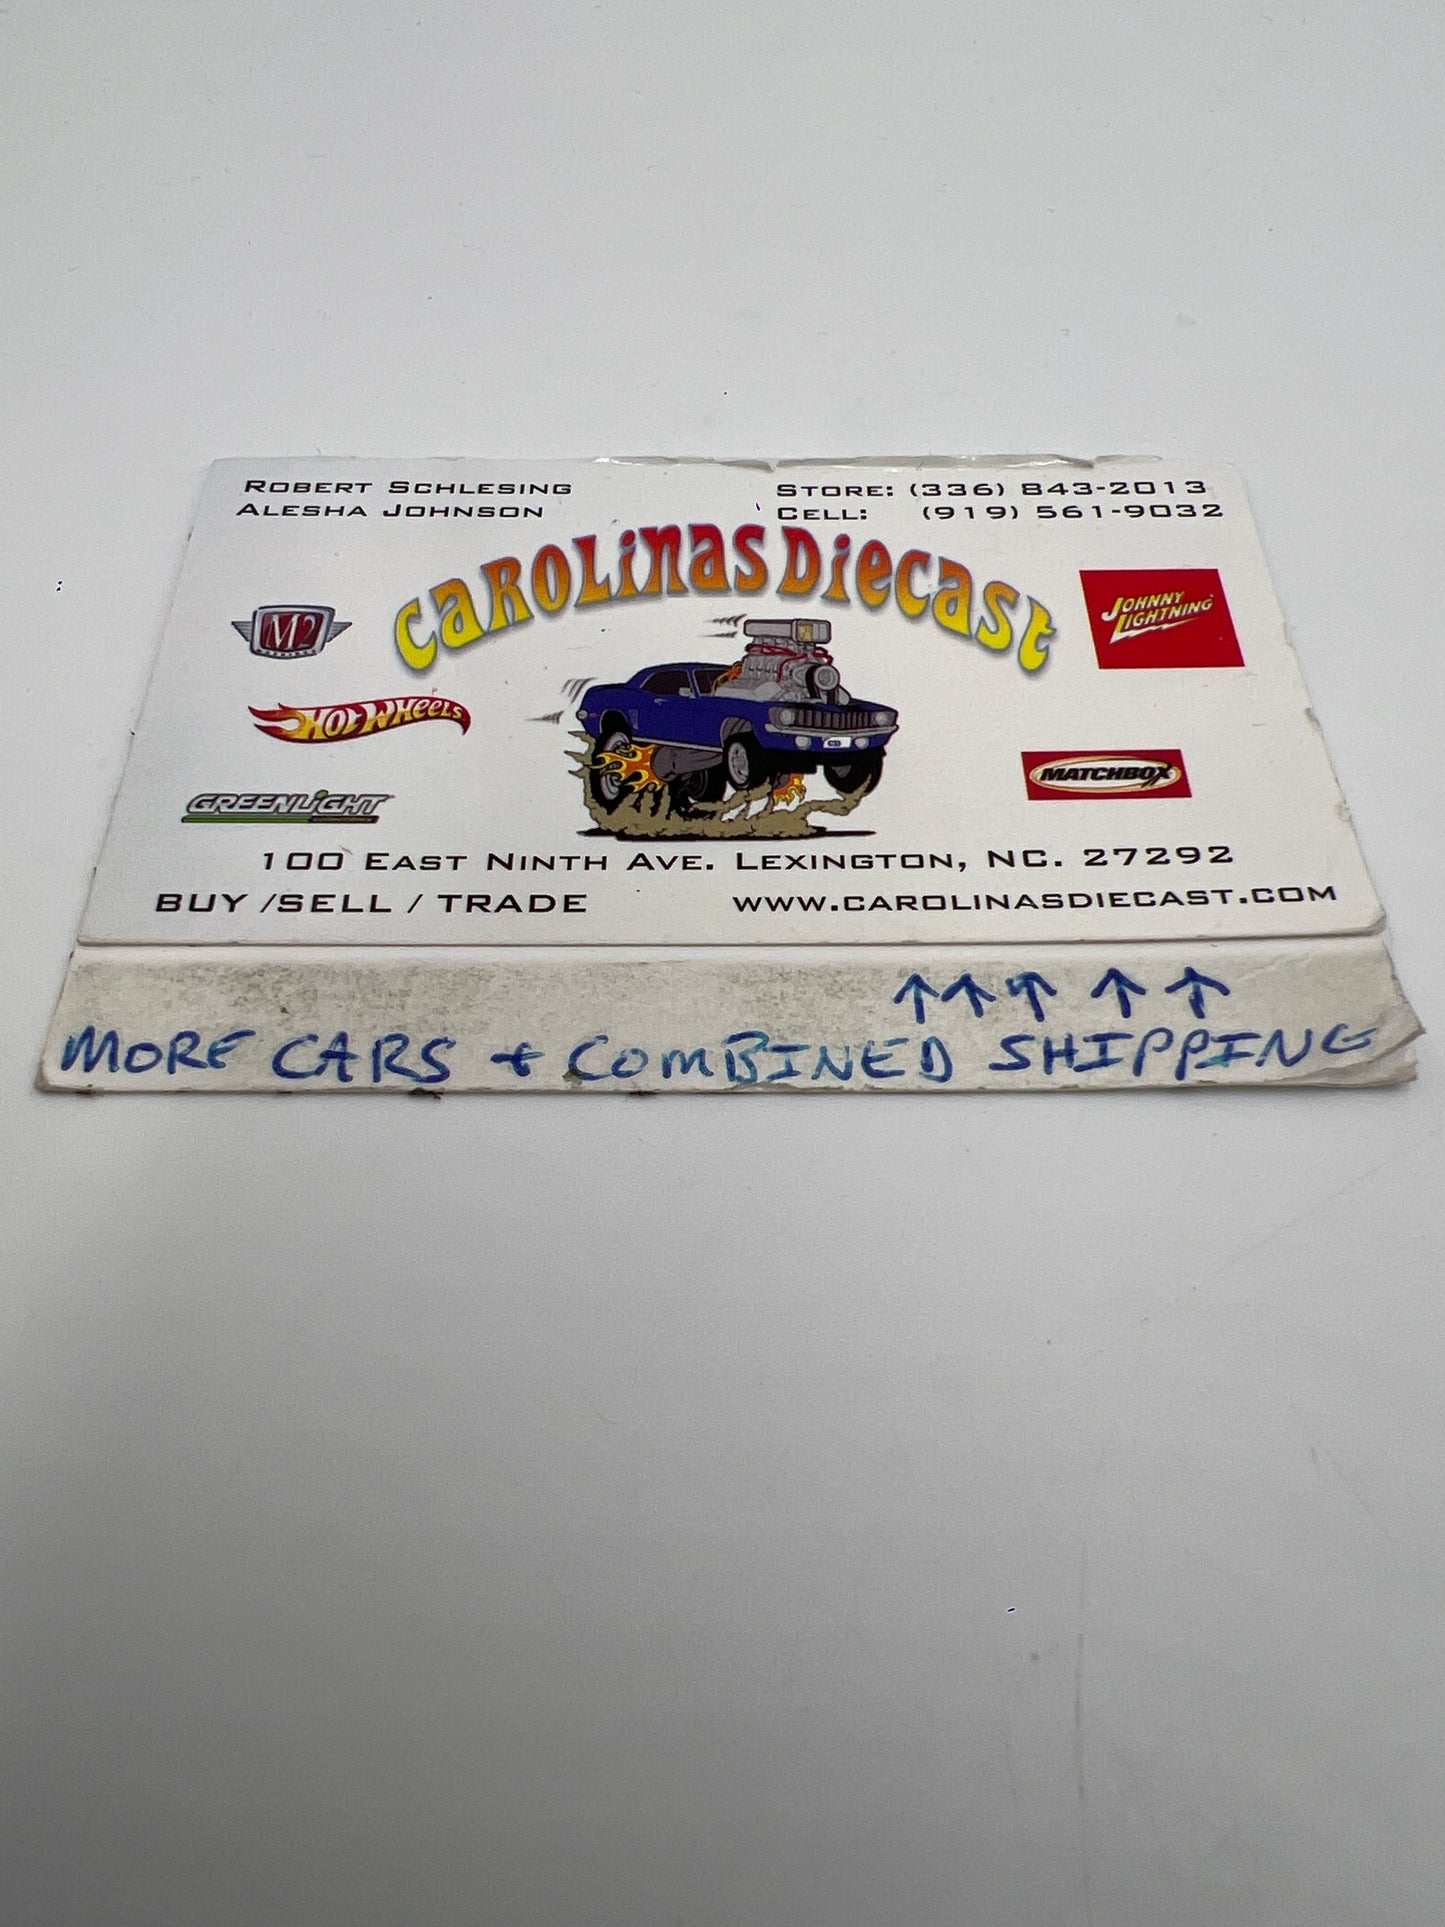 ROBERT SCHLESING
ALESHA JOHNSON
STORE: (336) 843-2013
CELL: (919) 561-9032
CAROLINAS DIECAST
M2
JOHNNY
LIGHTNING
HOT WHEELS
MATCHBOX
GREENLIGHT
100 EAST NINTH AVE. LEXINGTON, NC. 27292
BUY /SELL / TRADE
WWW.CAROLINASDIECAST.COM
↑↑↑ ↑ ↑
MORE CARS + COMBINED SHIPPING